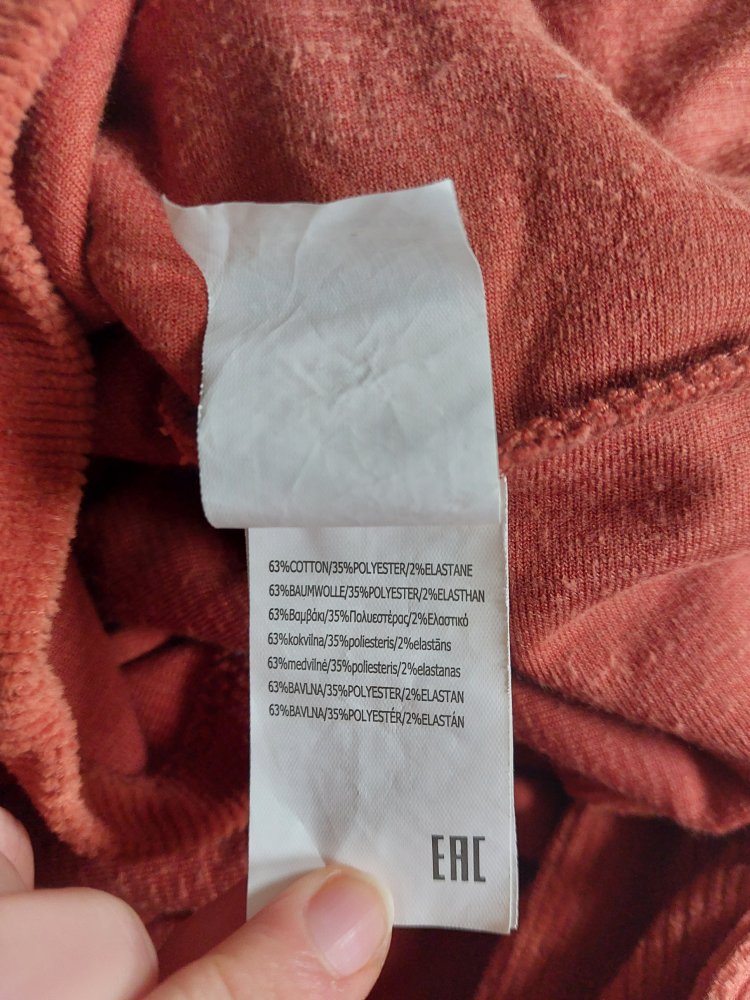 63%COTTON/35%POLYESTER/2%ELASTANE
63%BAUMWOLLE/35%POLYESTER/2%ELASTHAN
63%Βαμβάκι/35%Πολυεστέρας/2%Ελαστικό
63%kokvilna/35%poliesteris/2%elastāns
63%medvilnė/35%poliesteris/2%elastanas
63%BAVLNA/35%POLYESTER/2%ELASTAN
63%BAVLNA/35%POLYESTÉR/2%ELASTÁN
EAC